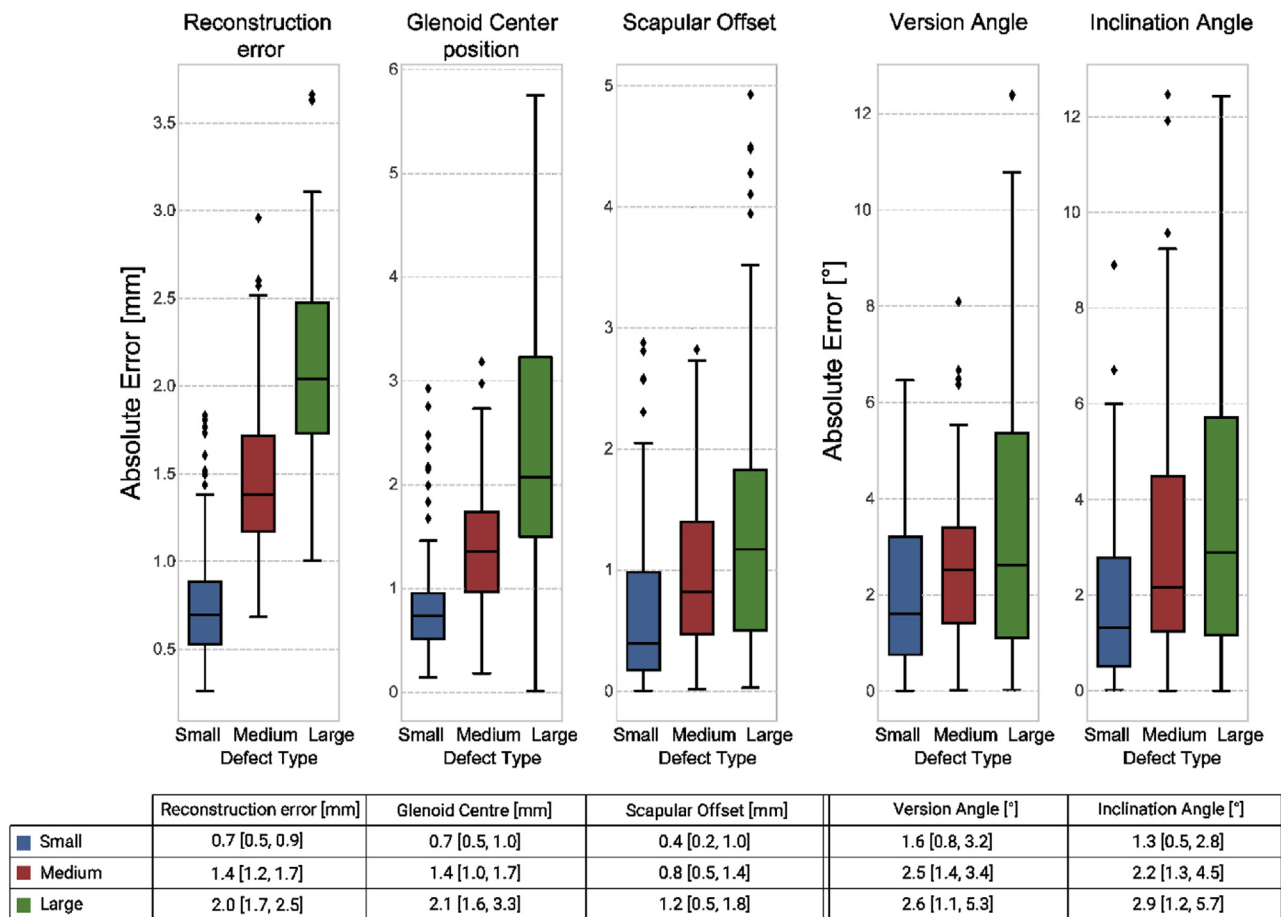 Reconstruction error
Glenoid Center position
Scapular Offset
Version Angle
Inclination Angle
Absolute Error [mm]
3.5
3.0
2.5
2.0
1.5
1.0
0.5
6
5
4
3
2
1
0
5
4
3
2
1
0
Absolute Error [°]
12
10
8
6
4
2
0
12
10
8
6
4
2
0
Small Medium Large
Defect Type
Small Medium Large
Defect Type
Small Medium Large
Defect Type
Small Medium Large
Defect Type
Small Medium Large
Defect Type
Reconstruction error [mm] Glenoid Centre [mm] Scapular Offset [mm] Version Angle [°] Inclination Angle [°]
Small 0.7 [0.5, 0.9] 0.7 [0.5, 1.0] 0.4 [0.2, 1.0] 1.6 [0.8, 3.2] 1.3 [0.5, 2.8]
Medium 1.4 [1.2, 1.7] 1.4 [1.0, 1.7] 0.8 [0.5, 1.4] 2.5 [1.4, 3.4] 2.2 [1.3, 4.5]
Large 2.0 [1.7, 2.5] 2.1 [1.6, 3.3] 1.2 [0.5, 1.8] 2.6 [1.1, 5.3] 2.9 [1.2, 5.7]